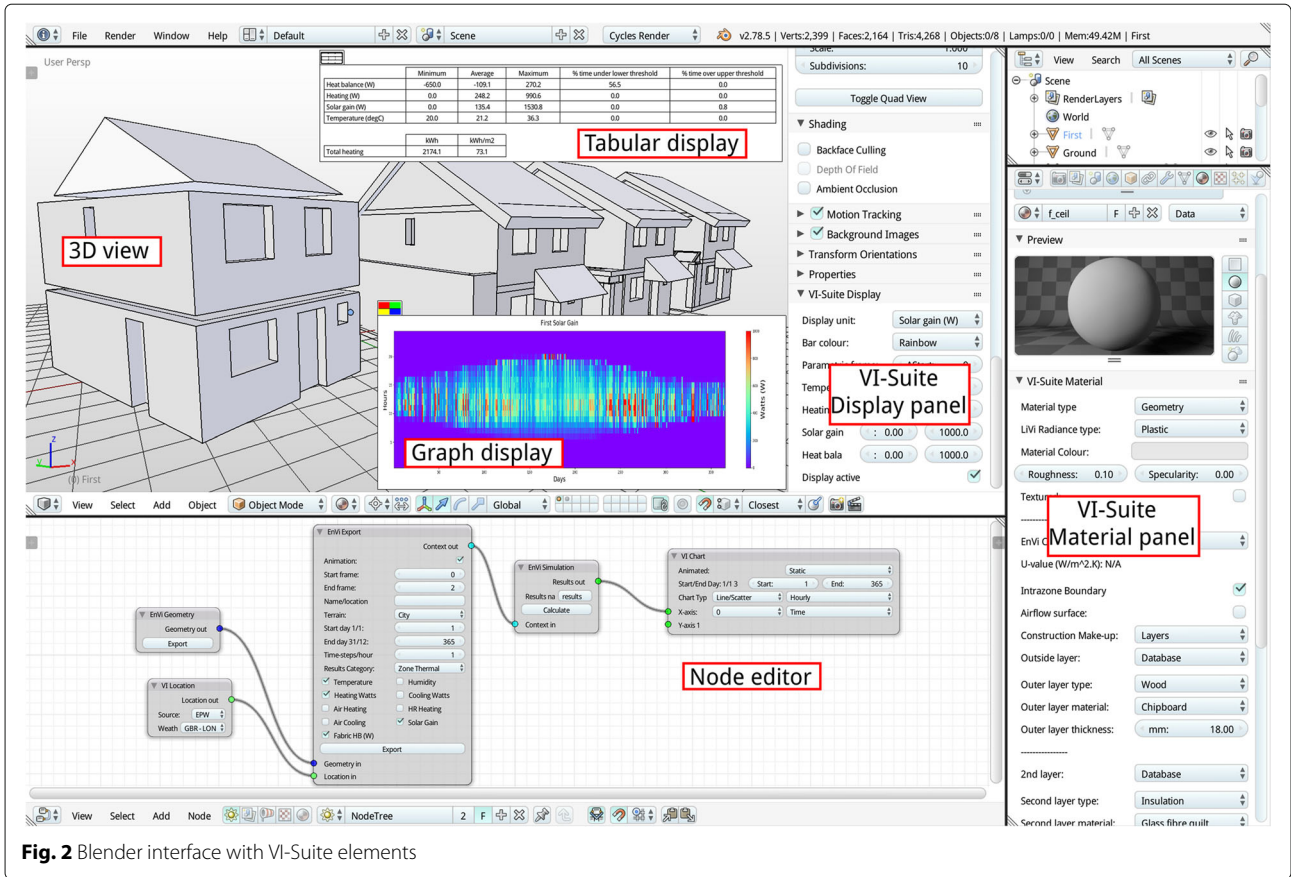 File Render Window Help Default Scene Cycles Render v2.78.5 | Verts:2,399 | Faces:2,164 | Tris:4,268 | Objects:0/8 | Lamps:0/0 | Mem:49.42M | First
User Persp
Minimum Average Maximum % time under lower threshold % time over upper threshold
Heat balance (W) -650.0 -109.1 270.2 56.5 0.0
Heating (W) 0.0 248.2 990.6 0.0 0.0
Solar gain (W) 0.0 135.4 1530.8 0.0 0.8
Temperature (degC) 20.0 21.2 36.3 0.0 0.0
kWh kWh/m2
Total heating 2174.1 73.1
Tabular display
3D view
First Solar Gain
Hours
Watts (W)
Days
Graph display
z
y x
(0) First
Scale: 1.000
Subdivisions: 10
Toggle Quad View
Shading
Backface Culling
Depth Of Field
Ambient Occlusion
Motion Tracking
Background Images
Transform Orientations
Properties
VI-Suite Display
Display unit: Solar gain (W)
Bar colour: Rainbow
VI-Suite
Display panel
Solar gain : 0.00 1000.0
Heat bala : 0.00 1000.0
Display active
View Select Add Object Object Mode Global Closest
View Search All Scenes
Scene
RenderLayers
World
First
Ground
f_ceil F Data
Preview
VI-Suite Material
Material type Geometry
LiVi Radiance type: Plastic
Material Colour:
Roughness: 0.10 Specularity: 0.00
VI-Suite
Material panel
U-value (W/m^2.K): N/A
Intrazone Boundary
Airflow surface:
Construction Make-up: Layers
Outside layer: Database
Outer layer type: Wood
Outer layer material: Chipboard
Outer layer thickness: mm: 18.00
---------------
2nd layer: Database
Second layer type: Insulation
Second layer material: Glass fibre quilt
EnVi Geometry
Geometry out
Export
VI Location
Location out
Source: EPW
Weath GBR-LON
EnVi Export
Context out
Animation:
Start frame: 0
End frame: 2
Name/location
Terrain: City
Start day 1/1: 1
End day 31/12: 365
Time-steps/hour 1
Results Category: Zone Thermal
Temperature Humidity
Heating Watts Cooling Watts
Air Heating HR Heating
Air Cooling Solar Gain
Fabric HB (W)
Export
Geometry in
Location in
EnVi Simulation
Results out
Results na results
Calculate
Context in
VI Chart
Animated: Static
Start/End Day: 1/1 3 Start: 1 End: 365
Chart Typ Line/Scatter Hourly
X-axis: 0 Time
Y-axis 1
Node editor
View Select Add Node NodeTree 2 F
Fig. 2 Blender interface with VI-Suite elements